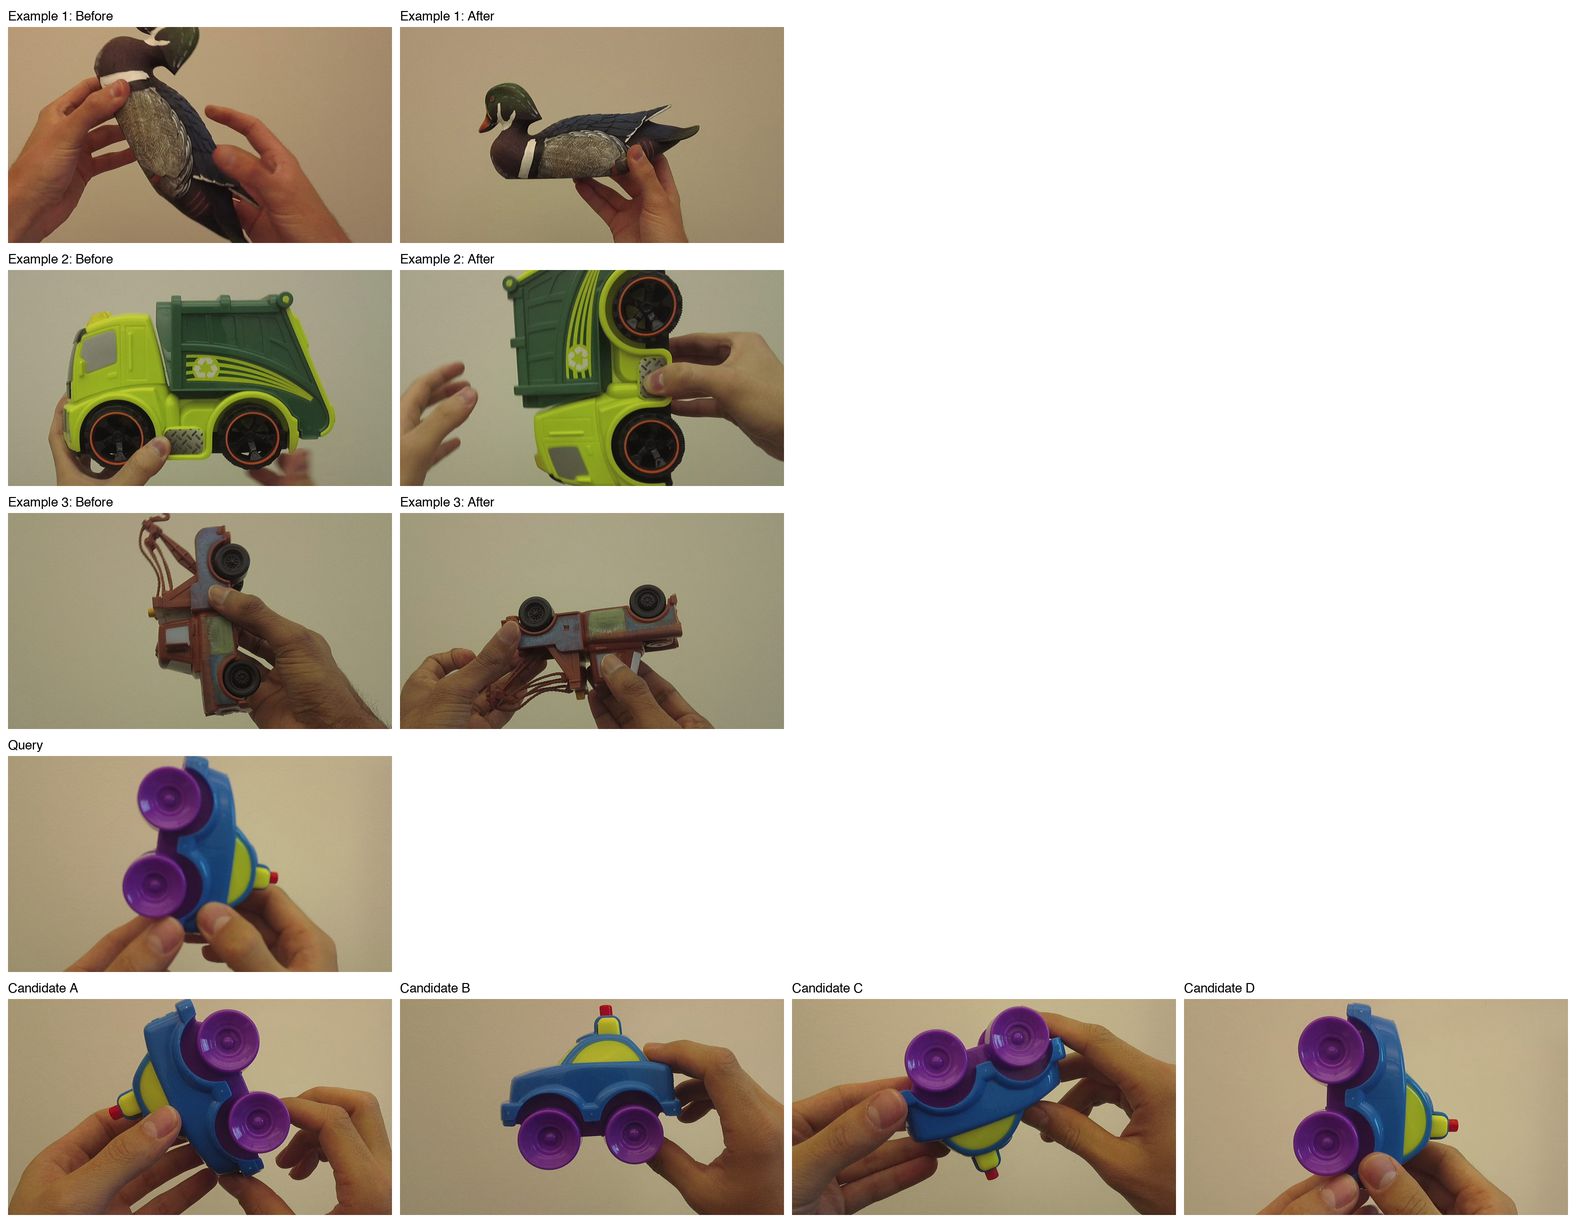 Example 1: Before
Example 1: After
Example 2: Before
Example 2: After
Example 3: Before
Example 3: After
Query
Candidate A
Candidate B
Candidate C
Candidate D